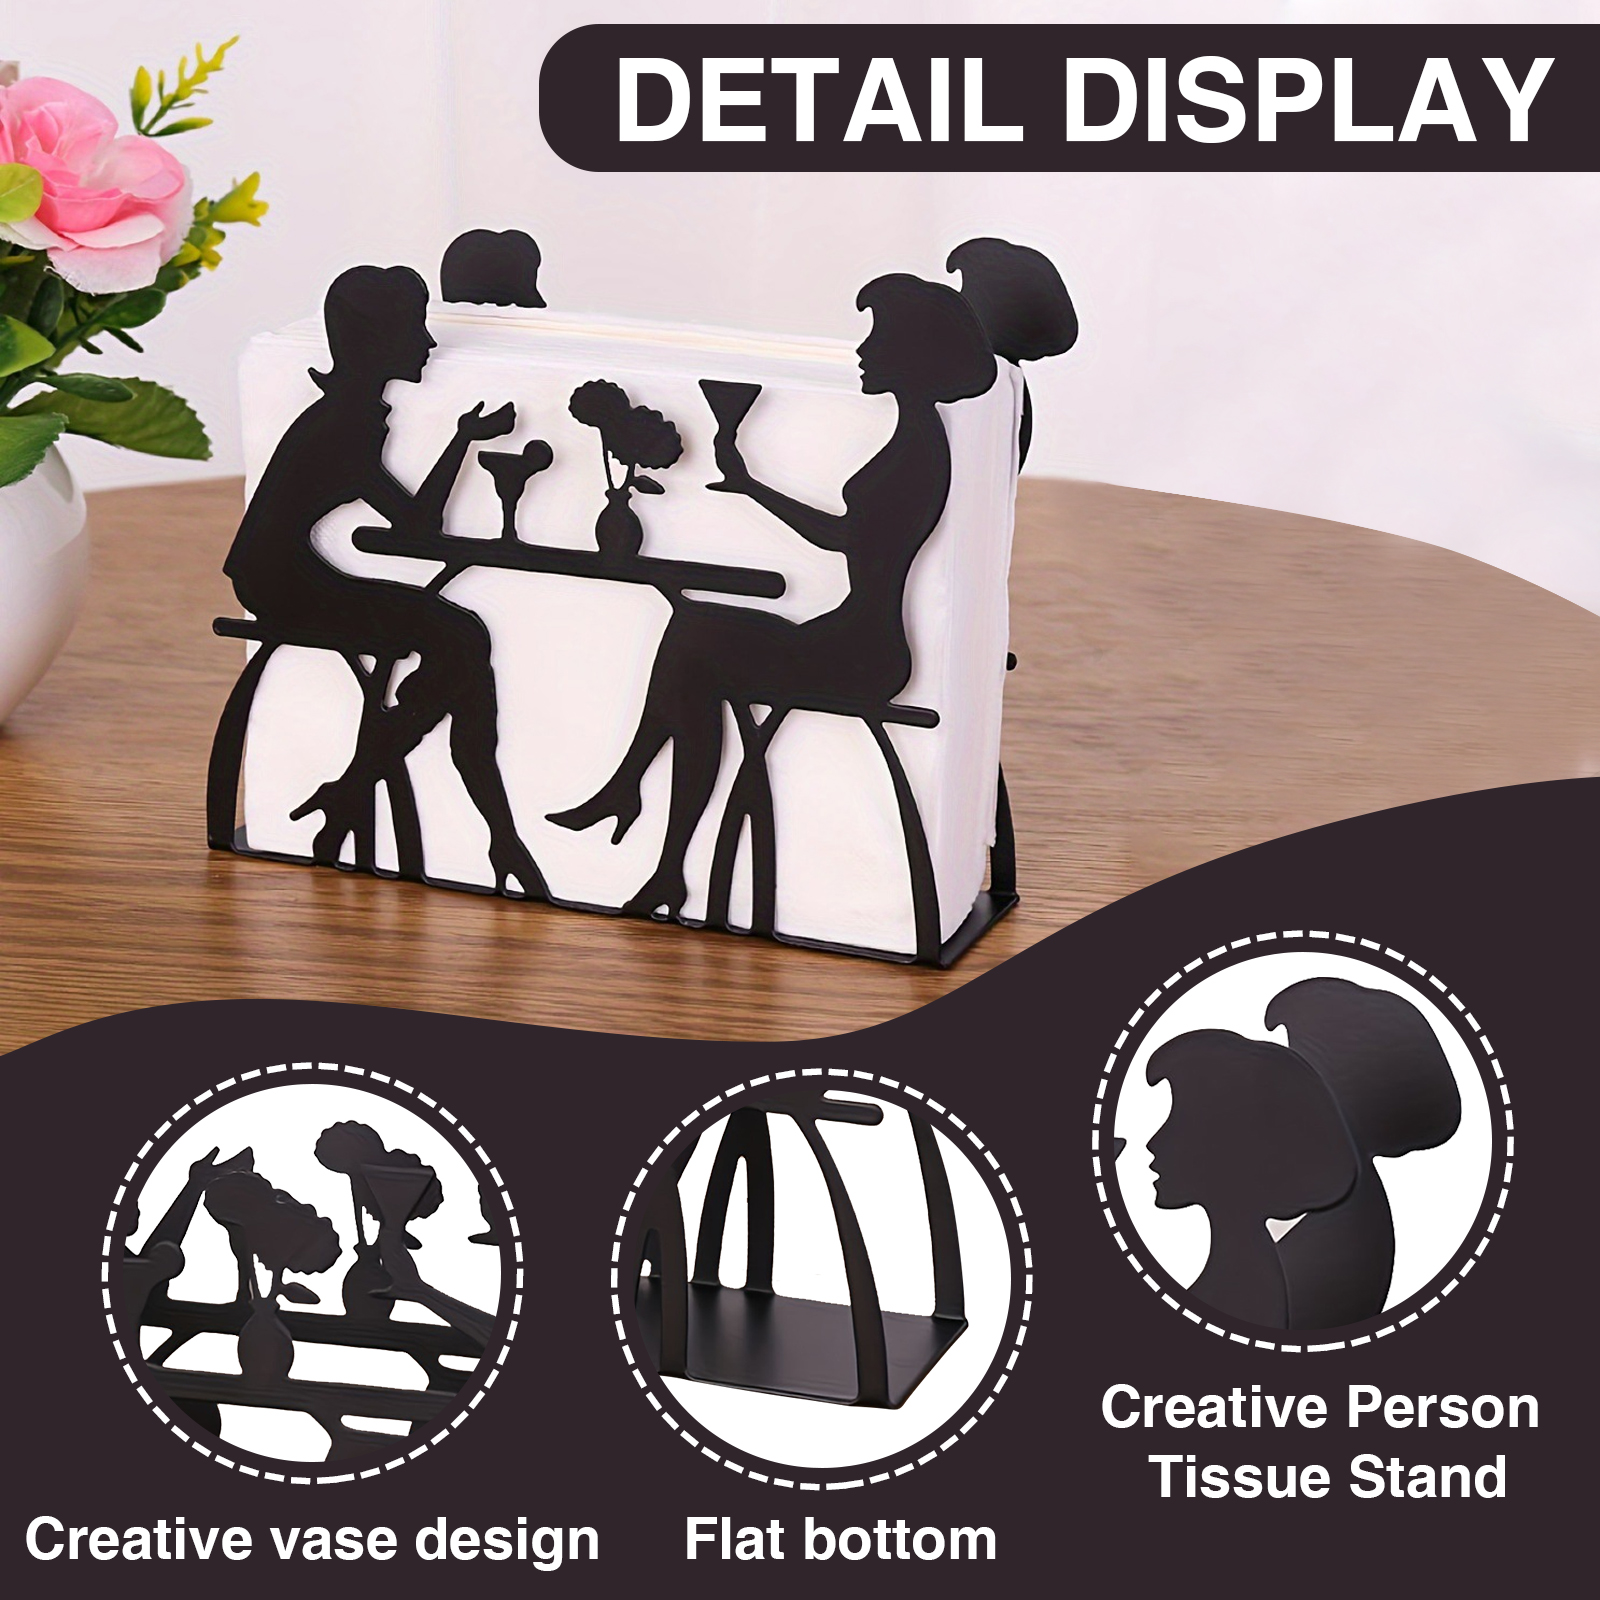 DETAIL DISPLAY
Creative Person
Tissue Stand
Creative vase design
Flat bottom